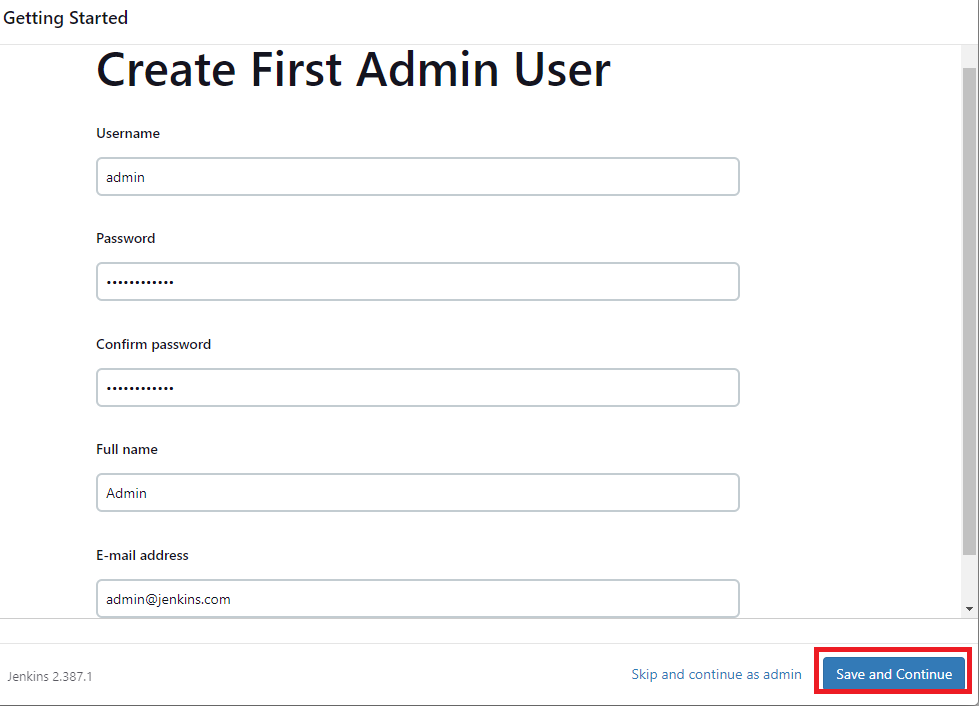 Getting Started
Create First Admin User
Username
admin
Password
••••••••••••
Confirm password
••••••••••••
Full name
Admin
E-mail address
admin@jenkins.com
Jenkins 2.387.1
Skip and continue as admin
Save and Continue